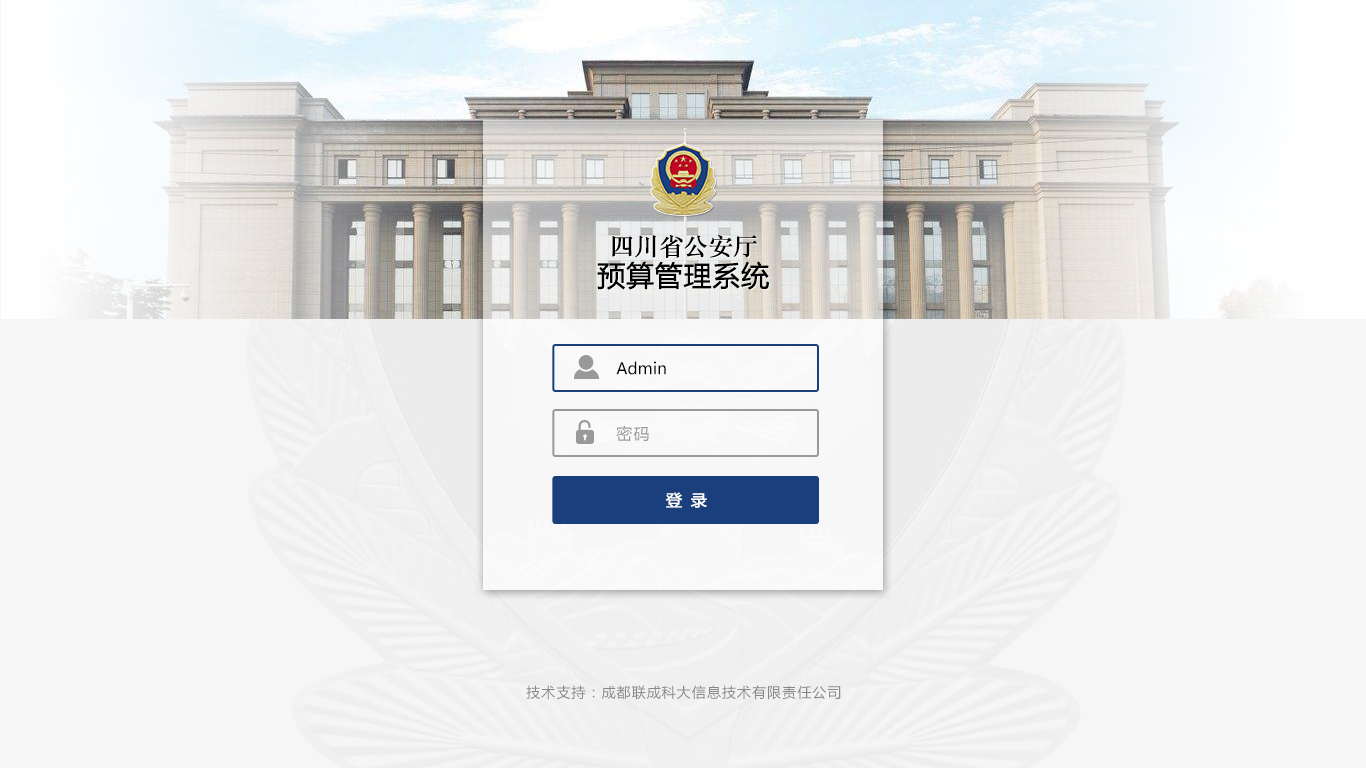 四川省公安厅
预算管理系统
Admin
密码
登 录
技术支持：成都联成科大信息技术有限责任公司